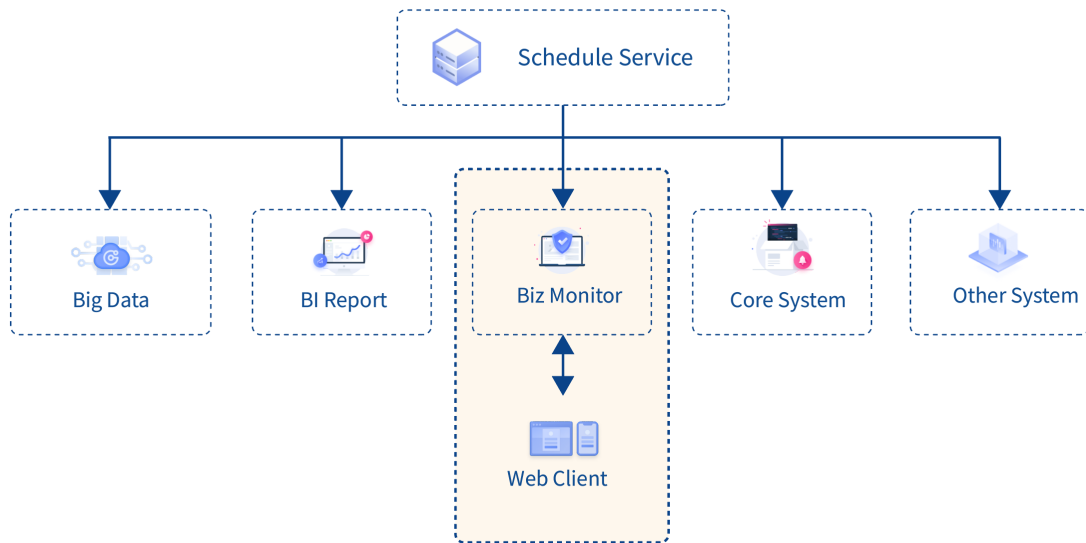 Schedule Service
Big Data
BI Report
Biz Monitor
Core System
Other System
Web Client